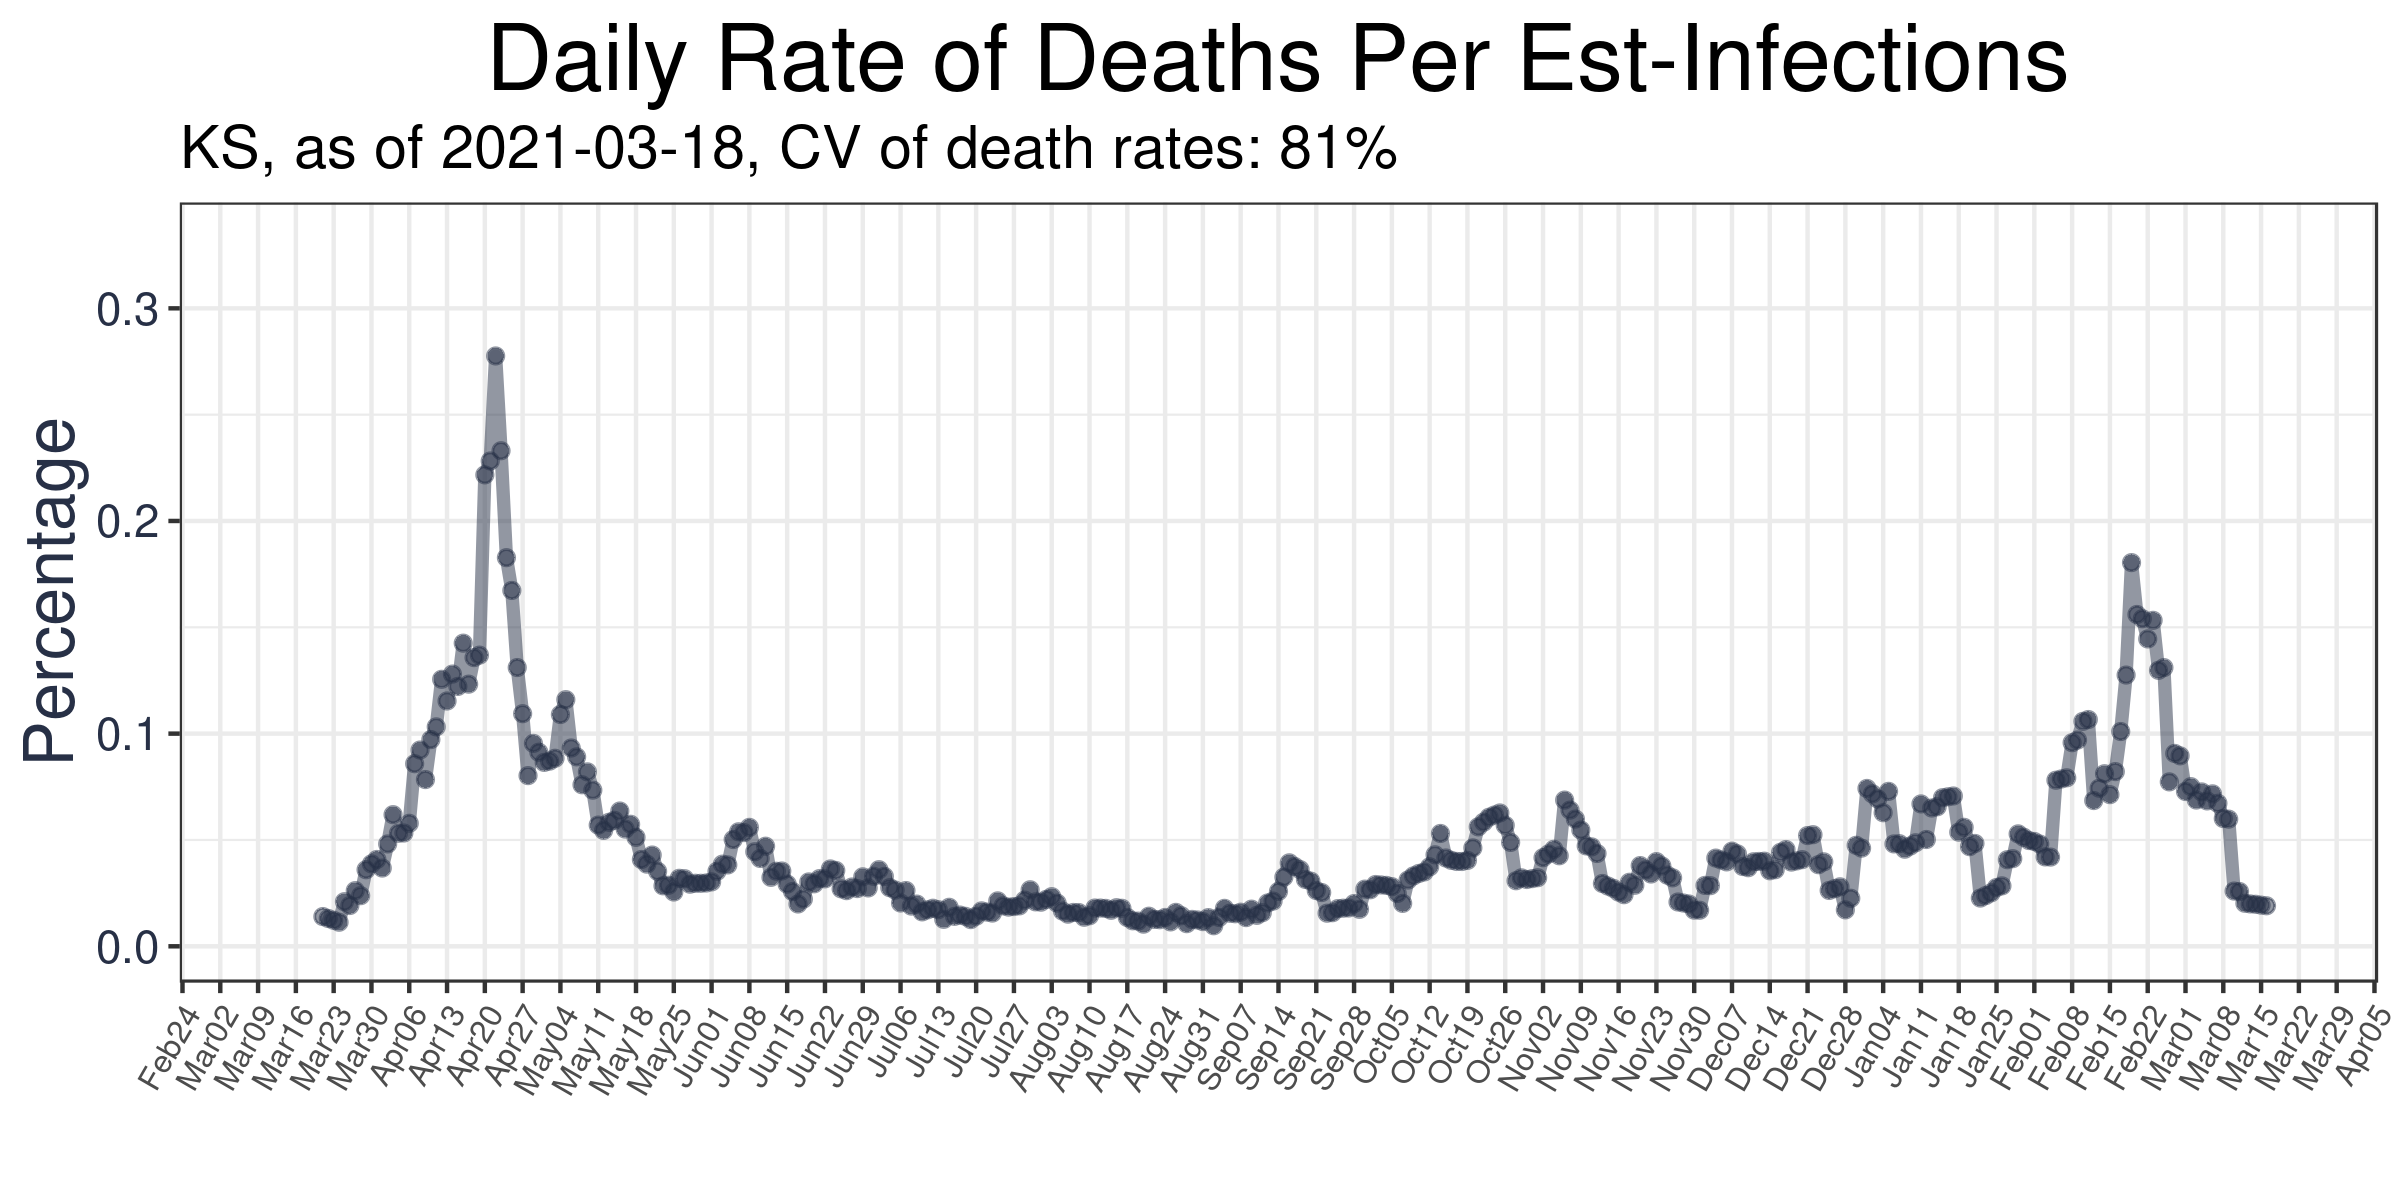 Daily Rate of Deaths Per Est-Infections
KS, as of 2021-03-18, CV of death rates: 81%
Percentage
0.3
0.2
0.1
0.0
Feb24
Mar02
Mar09
Mar16
Mar23
Mar30
Apr06
Apr13
Apr20
Apr27
May04
May11
May18
May25
Jun01
Jun08
Jun15
Jun22
Jun29
Jul06
Jul13
Jul20
Jul27
Aug03
Aug10
Aug17
Aug24
Aug31
Sep07
Sep14
Sep21
Sep28
Oct05
Oct12
Oct19
Oct26
Nov02
Nov09
Nov16
Nov23
Nov30
Dec07
Dec14
Dec21
Dec28
Jan04
Jan11
Jan18
Jan25
Feb01
Feb08
Feb15
Feb22
Mar01
Mar08
Mar15
Mar22
Mar29
Apr05